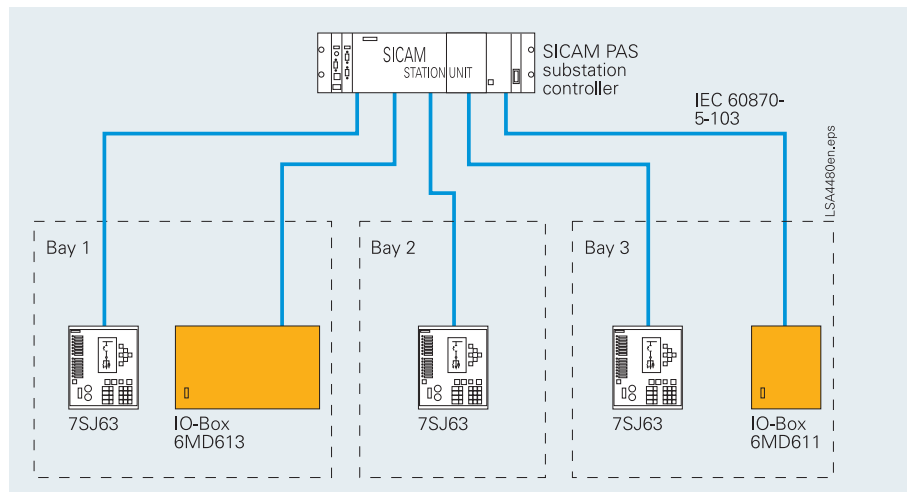 SICAM
STATION UNIT
SICAM PAS
substation
controller
IEC 60870-
5-103
LSA4480en.eps
Bay 1
Bay 2
Bay 3
7SJ63
IO-Box
6MD613
7SJ63
7SJ63
IO-Box
6MD611